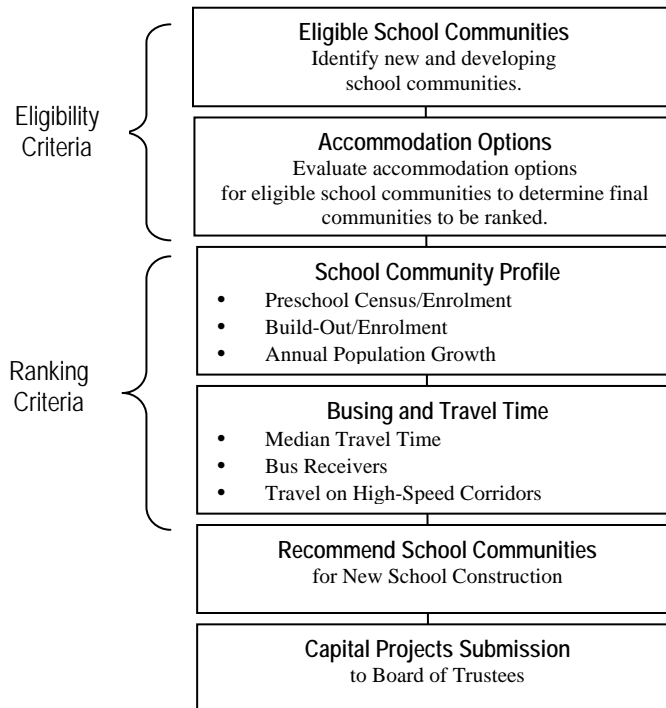 Eligible School Communities
Identify new and developing
school communities.
Eligibility
Criteria
Accommodation Options
Evaluate accommodation options
for eligible school communities to determine final
communities to be ranked.
School Community Profile
• Preschool Census/Enrolment
• Build-Out/Enrolment
• Annual Population Growth
Ranking
Criteria
Busing and Travel Time
• Median Travel Time
• Bus Receivers
• Travel on High-Speed Corridors
Recommend School Communities
for New School Construction
Capital Projects Submission
to Board of Trustees